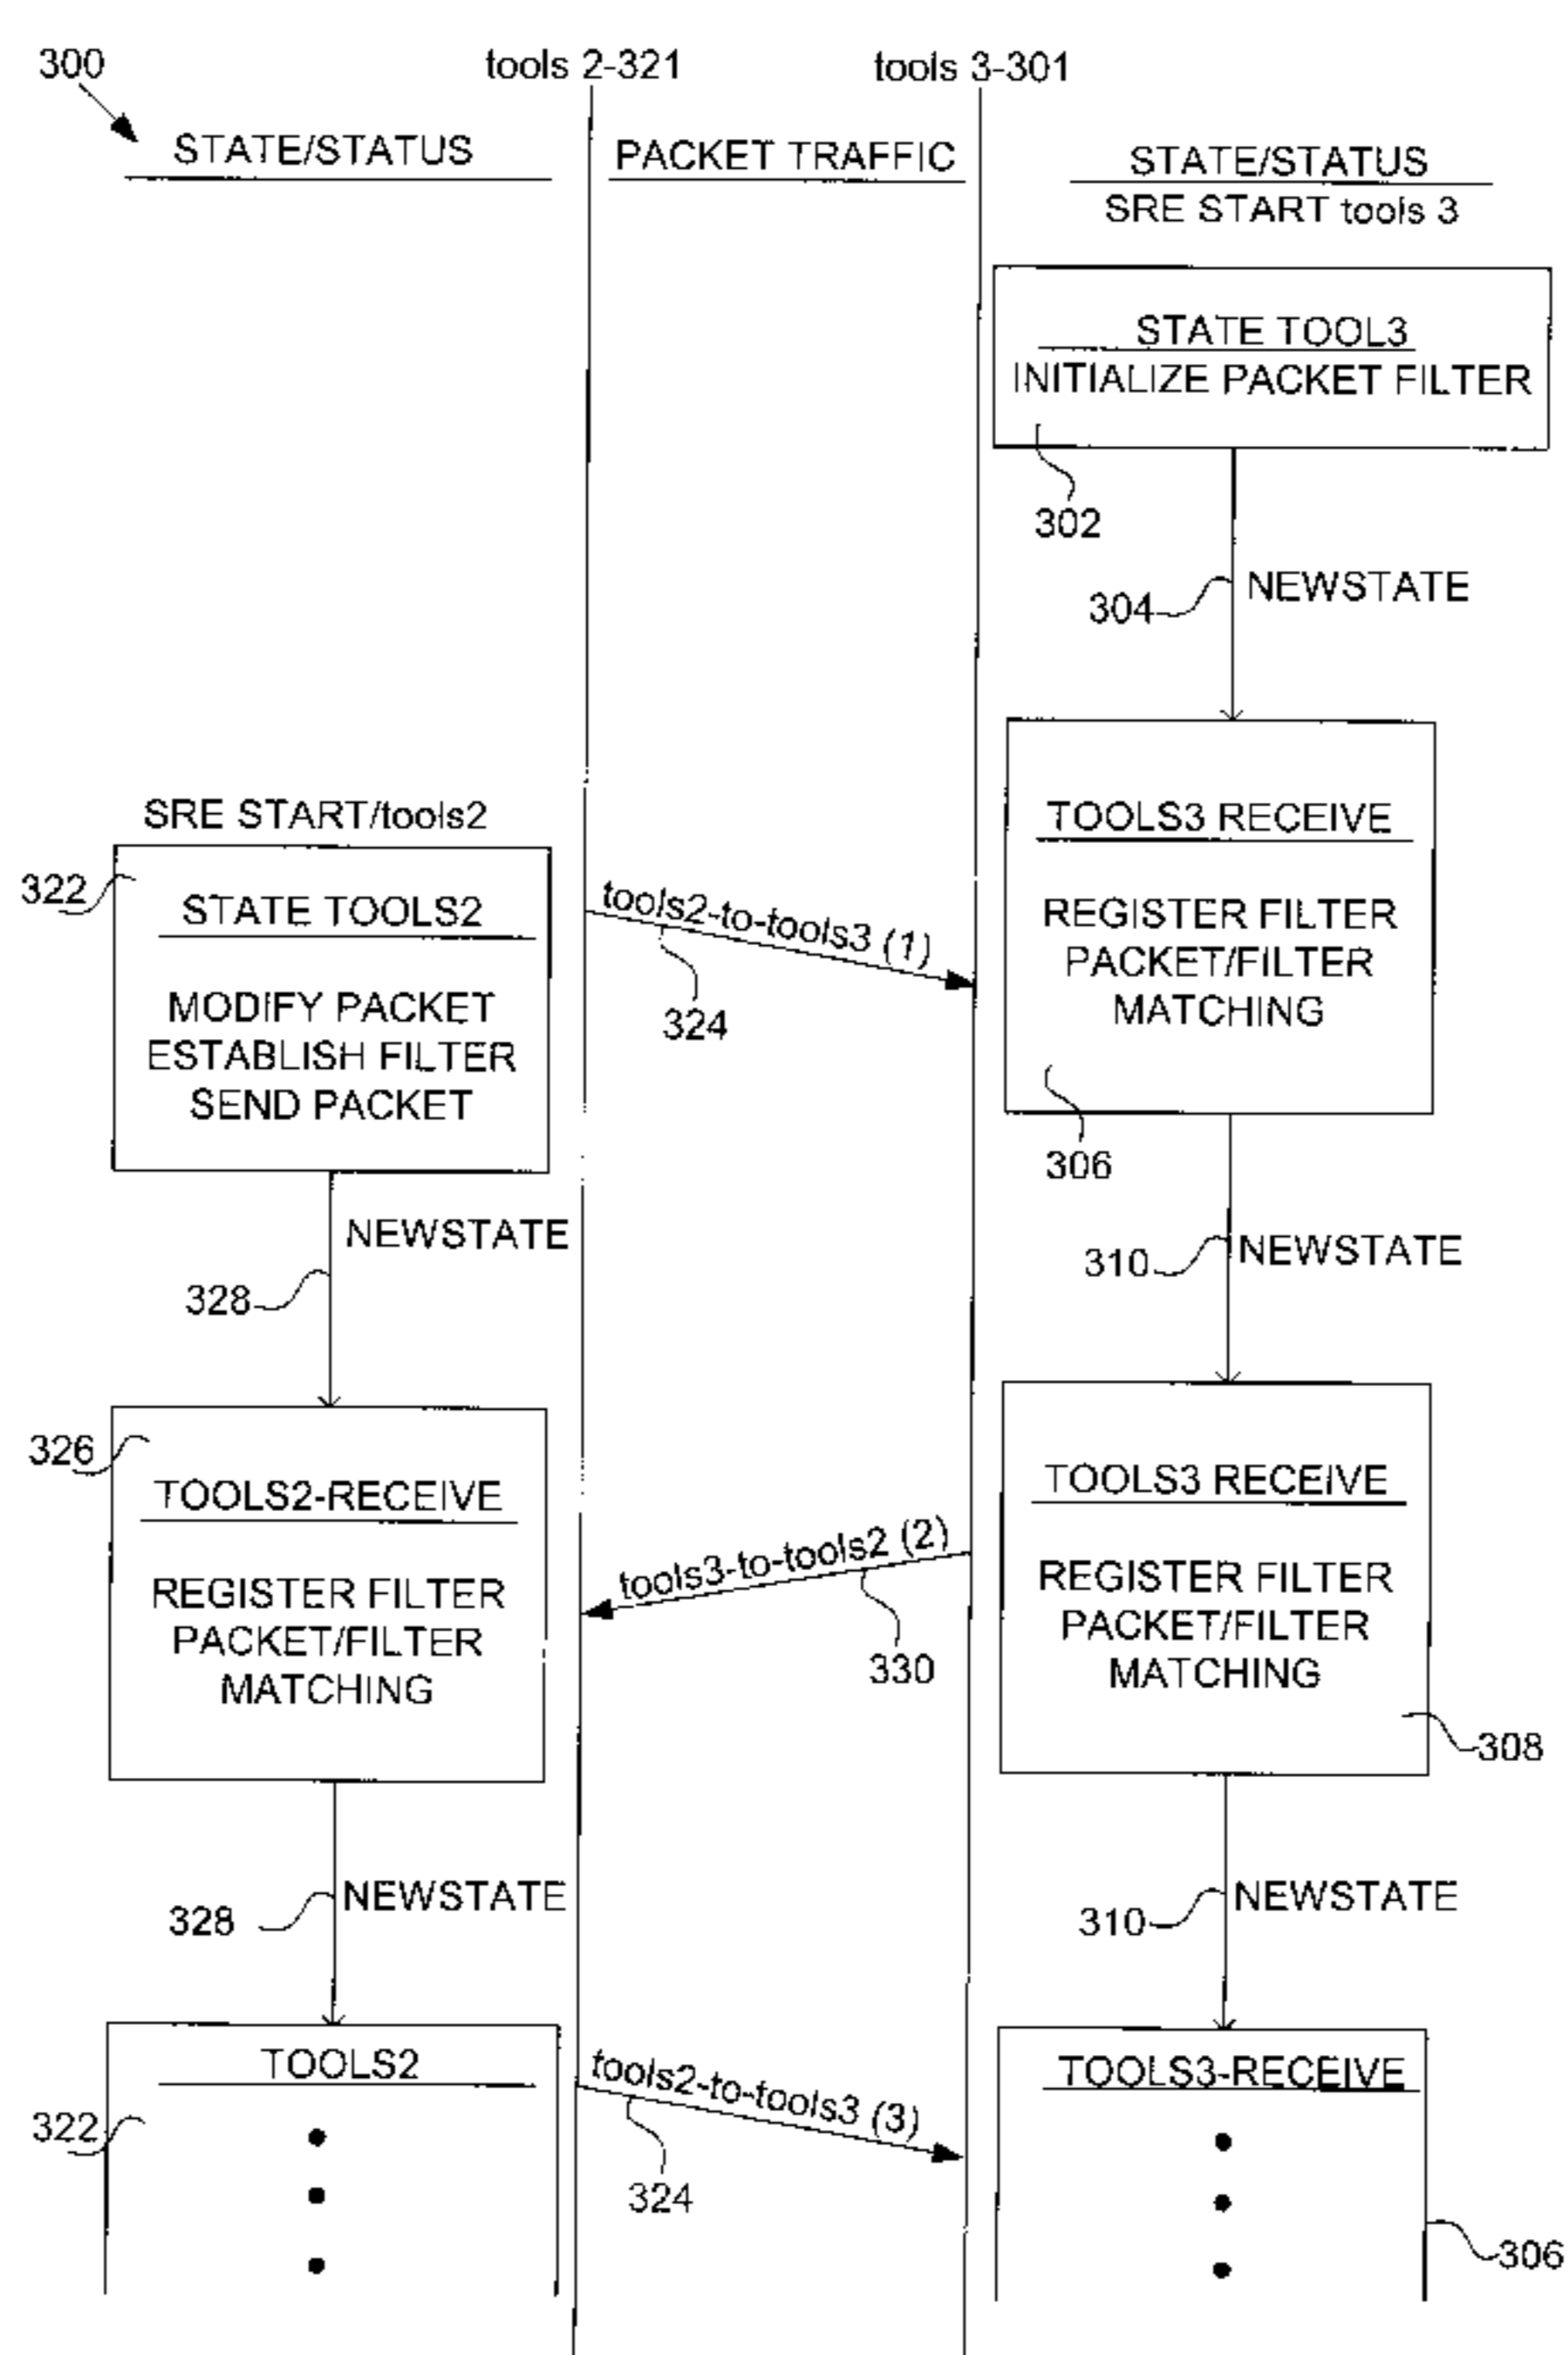 300
tools 2-321
tools 3-301
STATE/STATUS
PACKET TRAFFIC
STATE/STATUS
SRE START tools 3
STATE TOOL3
INITIALIZE PACKET FILTER
302
304
NEWSTATE
SRE START/tools2
322
STATE TOOLS2
MODIFY PACKET
ESTABLISH FILTER
SEND PACKET
tools2-to-tools3 (1)
324
TOOLS3 RECEIVE
REGISTER FILTER
PACKET/FILTER
MATCHING
306
NEWSTATE
328
310
NEWSTATE
326
TOOLS2-RECEIVE
REGISTER FILTER
PACKET/FILTER
MATCHING
tools3-to-tools2 (2)
330
TOOLS3 RECEIVE
REGISTER FILTER
PACKET/FILTER
MATCHING
308
328
NEWSTATE
310
NEWSTATE
TOOLS2
322
tools2-to-tools3 (3)
324
TOOLS3-RECEIVE
306